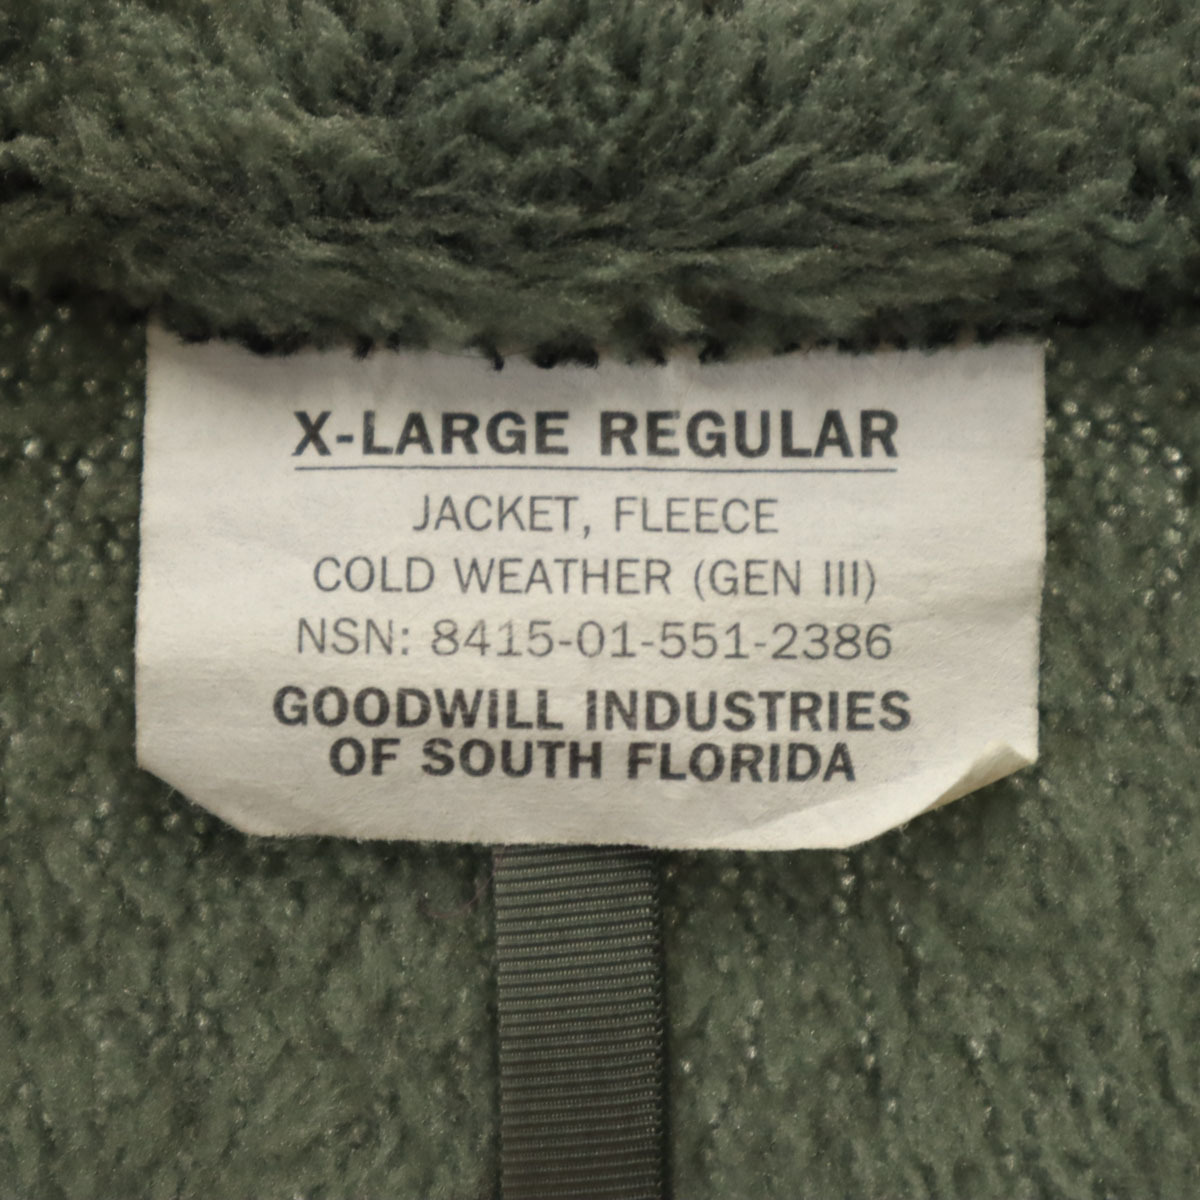 X-LARGE REGULAR
JACKET, FLEECE
COLD WEATHER (GEN III)
NSN: 8415-01-551-2386
GOODWILL INDUSTRIES
OF SOUTH FLORIDA